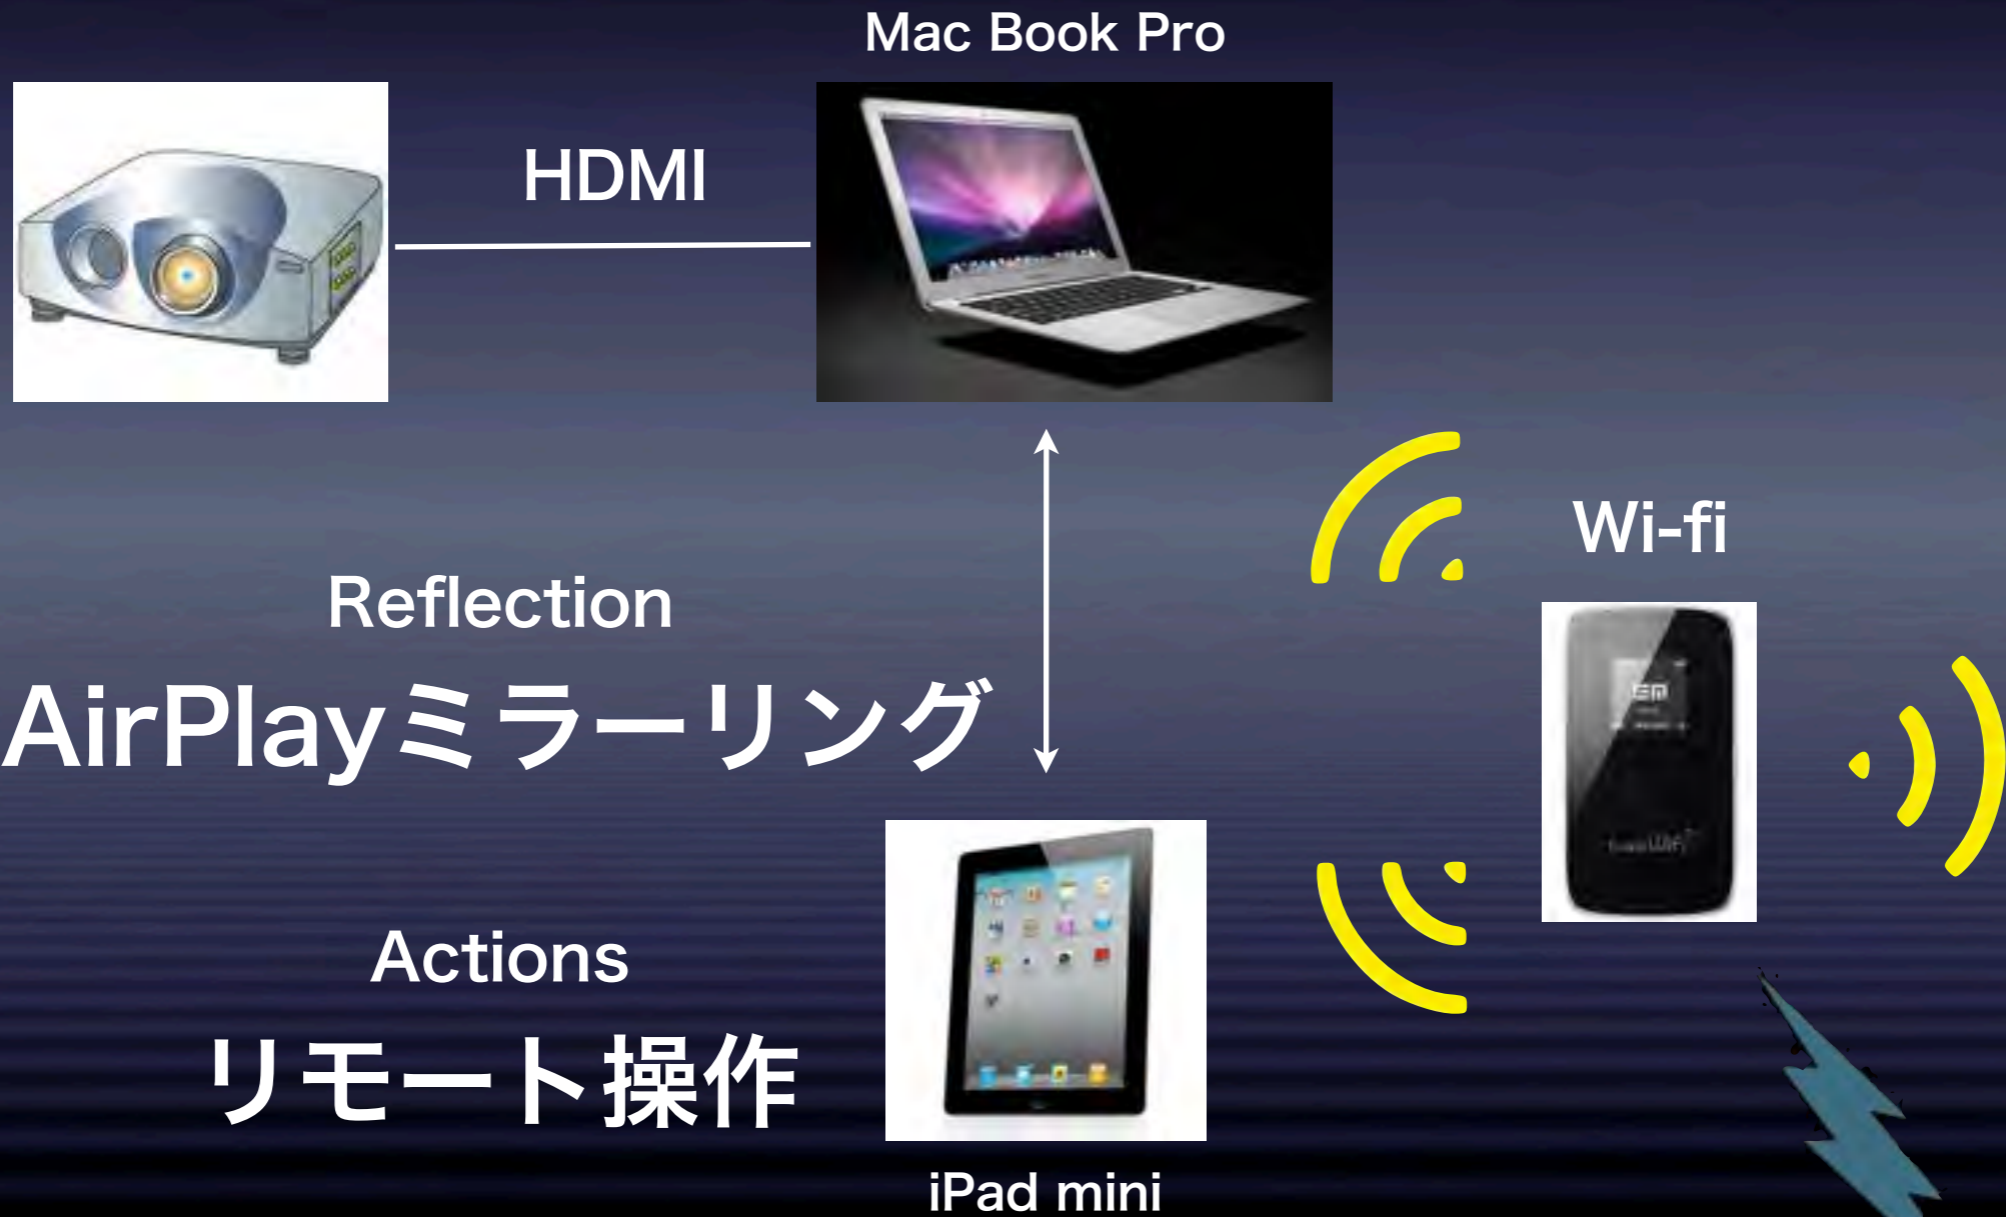 Mac Book Pro
HDMI
Wi-fi
Reflection
AirPlayミラーリング
Actions
リモート操作
iPad mini